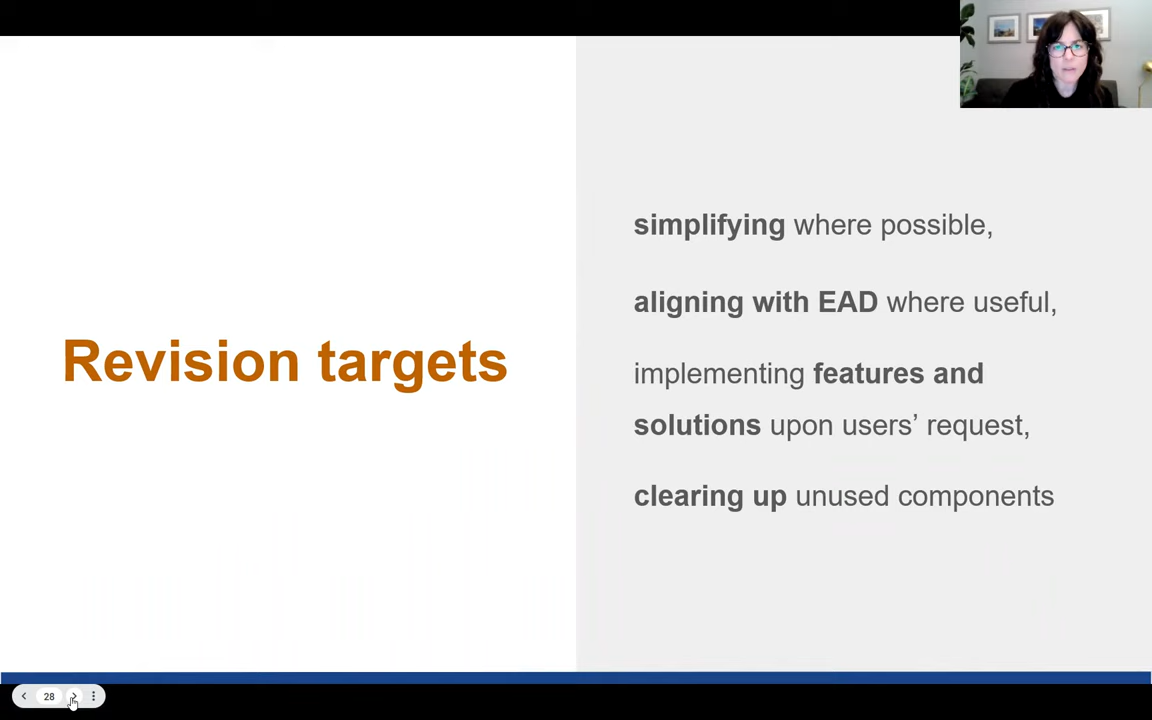 Revision targets
simplifying where possible,
aligning with EAD where useful,
implementing features and
solutions upon users’ request,
clearing up unused components
28